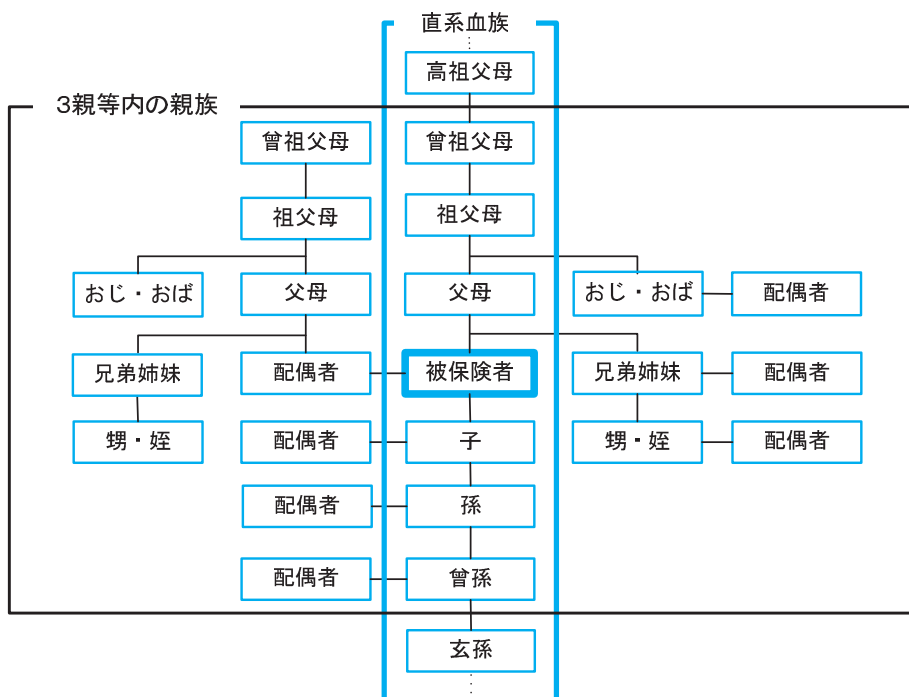 直系血族
高祖父母
3親等内の親族
曾祖父母
曾祖父母
祖父母
祖父母
おじ・おば
父母
父母
おじ・おば
配偶者
兄弟姉妹
配偶者
被保険者
兄弟姉妹
配偶者
甥・姪
配偶者
子
甥・姪
配偶者
配偶者
孫
配偶者
曾孫
玄孫